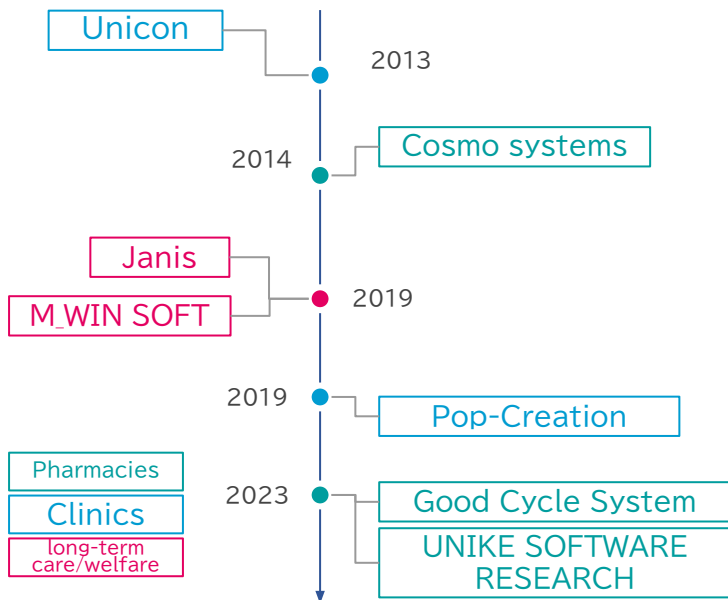 Unicon
2013
2014
Cosmo systems
Janis
M_WIN SOFT
2019
2019
Pop-Creation
Pharmacies
Clinics
long-term
care/welfare
2023
Good Cycle System
UNIKE SOFTWARE
RESEARCH